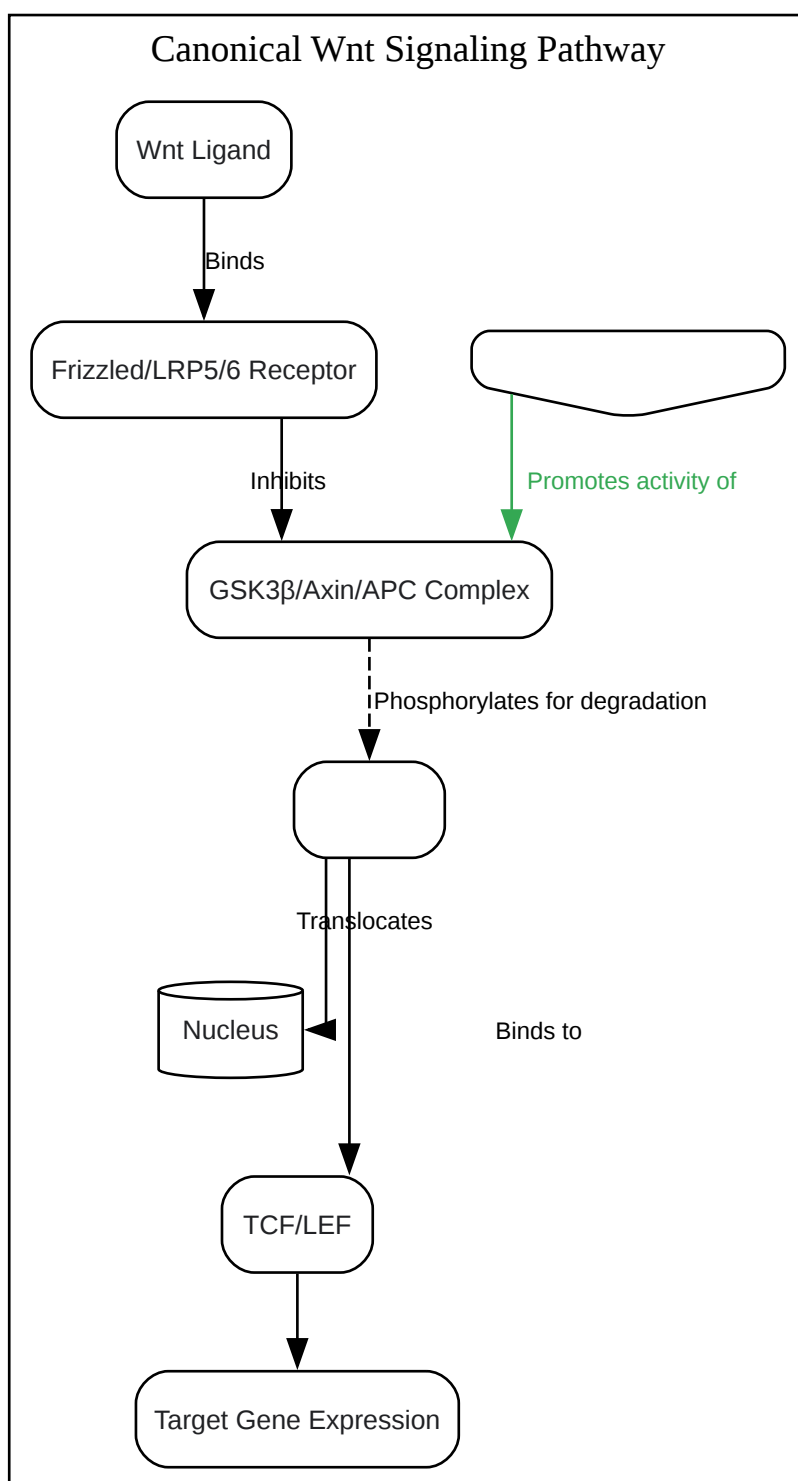 Canonical Wnt Signaling Pathway
Wnt Ligand
Binds
Frizzled/LRP5/6 Receptor
Inhibits
Promotes activity of
GSK3β/Axin/APC Complex
Phosphorylates for degradation
Translocates
Nucleus
Binds to
TCF/LEF
Target Gene Expression